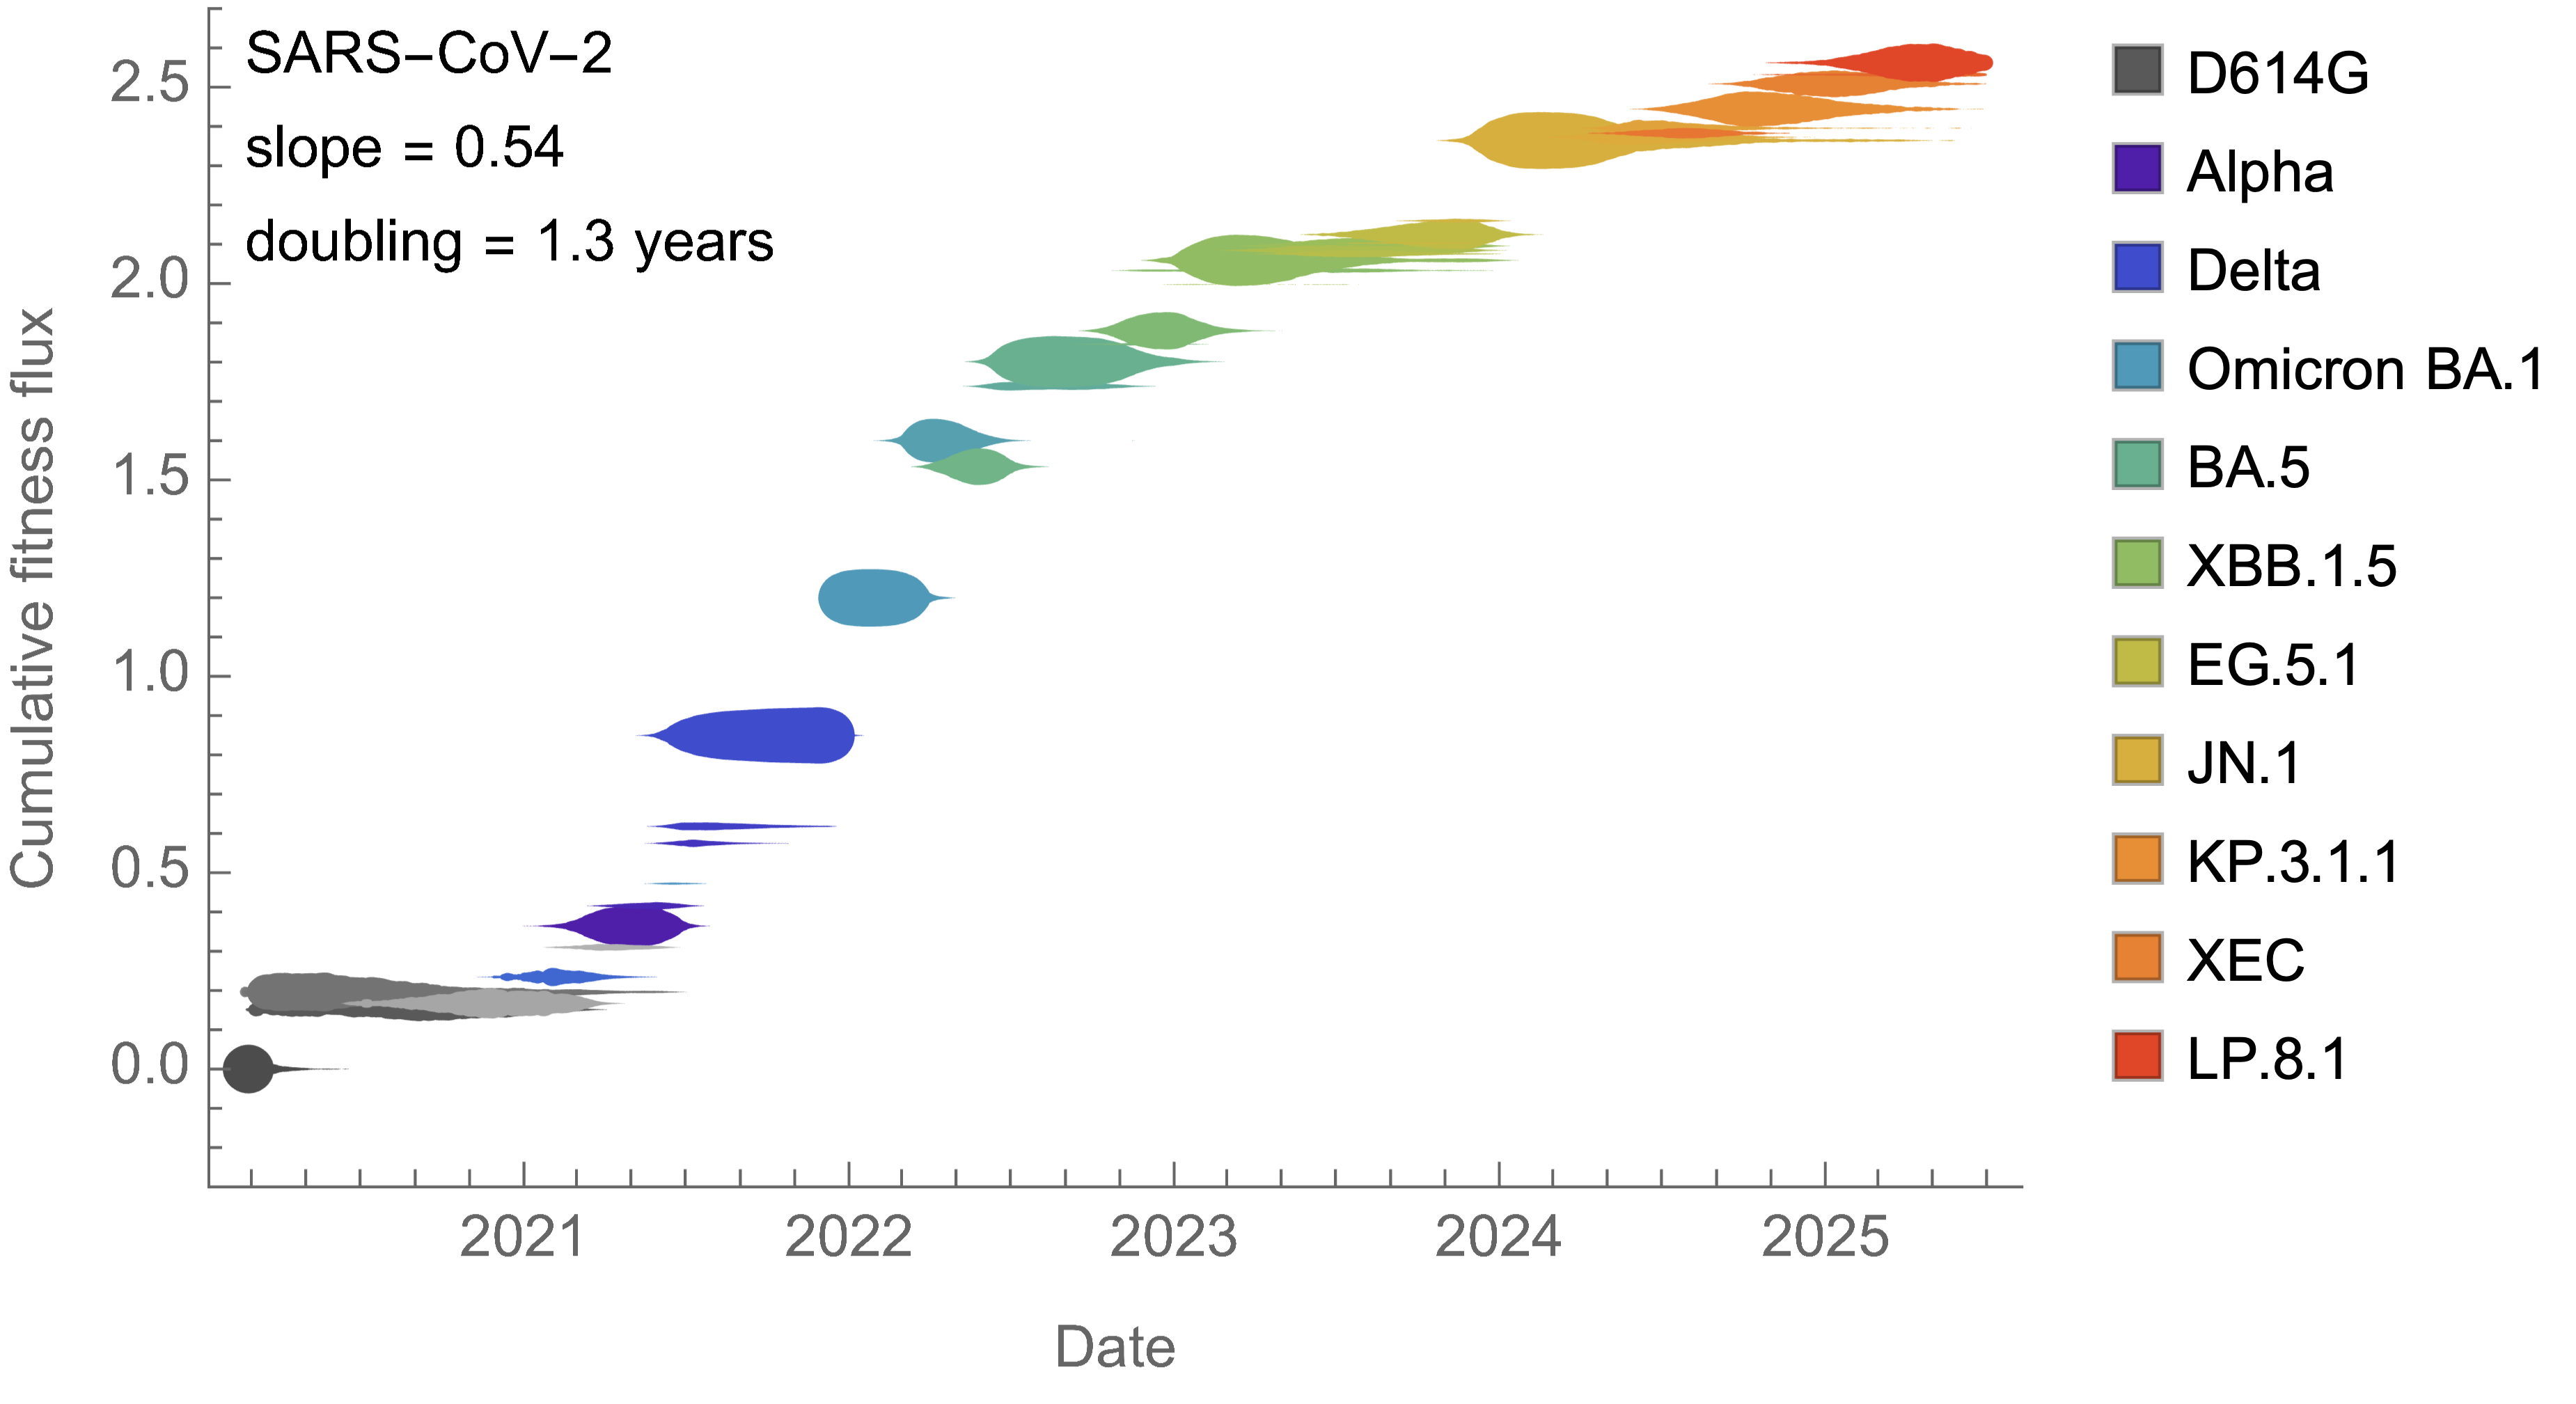 SARS−CoV−2
slope = 0.54
doubling = 1.3 years
Cumulative fitness flux
2.5
2.0
1.5
1.0
0.5
0.0
2021
2022
2023
2024
2025
Date
D614G
Alpha
Delta
Omicron BA.1
BA.5
XBB.1.5
EG.5.1
JN.1
KP.3.1.1
XEC
LP.8.1